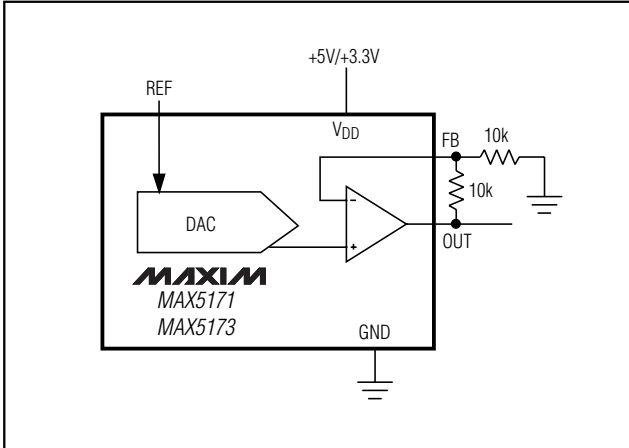 +5V/+3.3V
REF
VDD
FB
10k
10k
DAC
OUT
MAXIM
MAX5171
MAX5173
GND
-
+